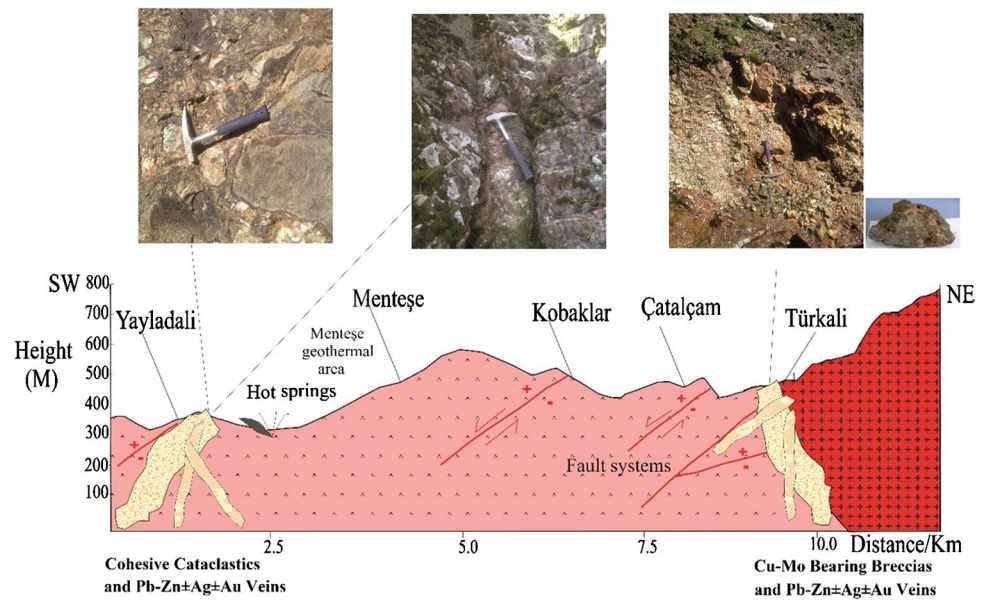 SW
NE
Height
(M)
800
700
600
500
400
300
200
100
Yayladali
Menteşe
Menteşe
geothermal
area
Hot springs
Kobaklar
Çatalçam
Türkali
Fault systems
+
-
+
-
+
-
+
-
2.5
5.0
7.5
10.0
Distance/Km
Cohesive Cataclastics
and Pb-Zn±Ag±Au Veins
Cu-Mo Bearing Breccias
and Pb-Zn±Ag±Au Veins